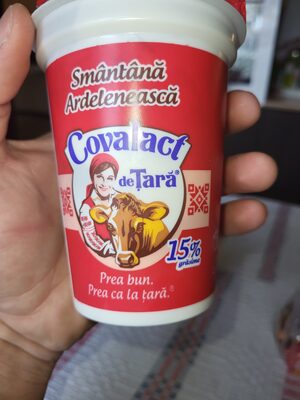 Smântână
Ardelenească
Covalact
de Țară®
15%
grăsime
Prea bun.
Prea ca la țară.®